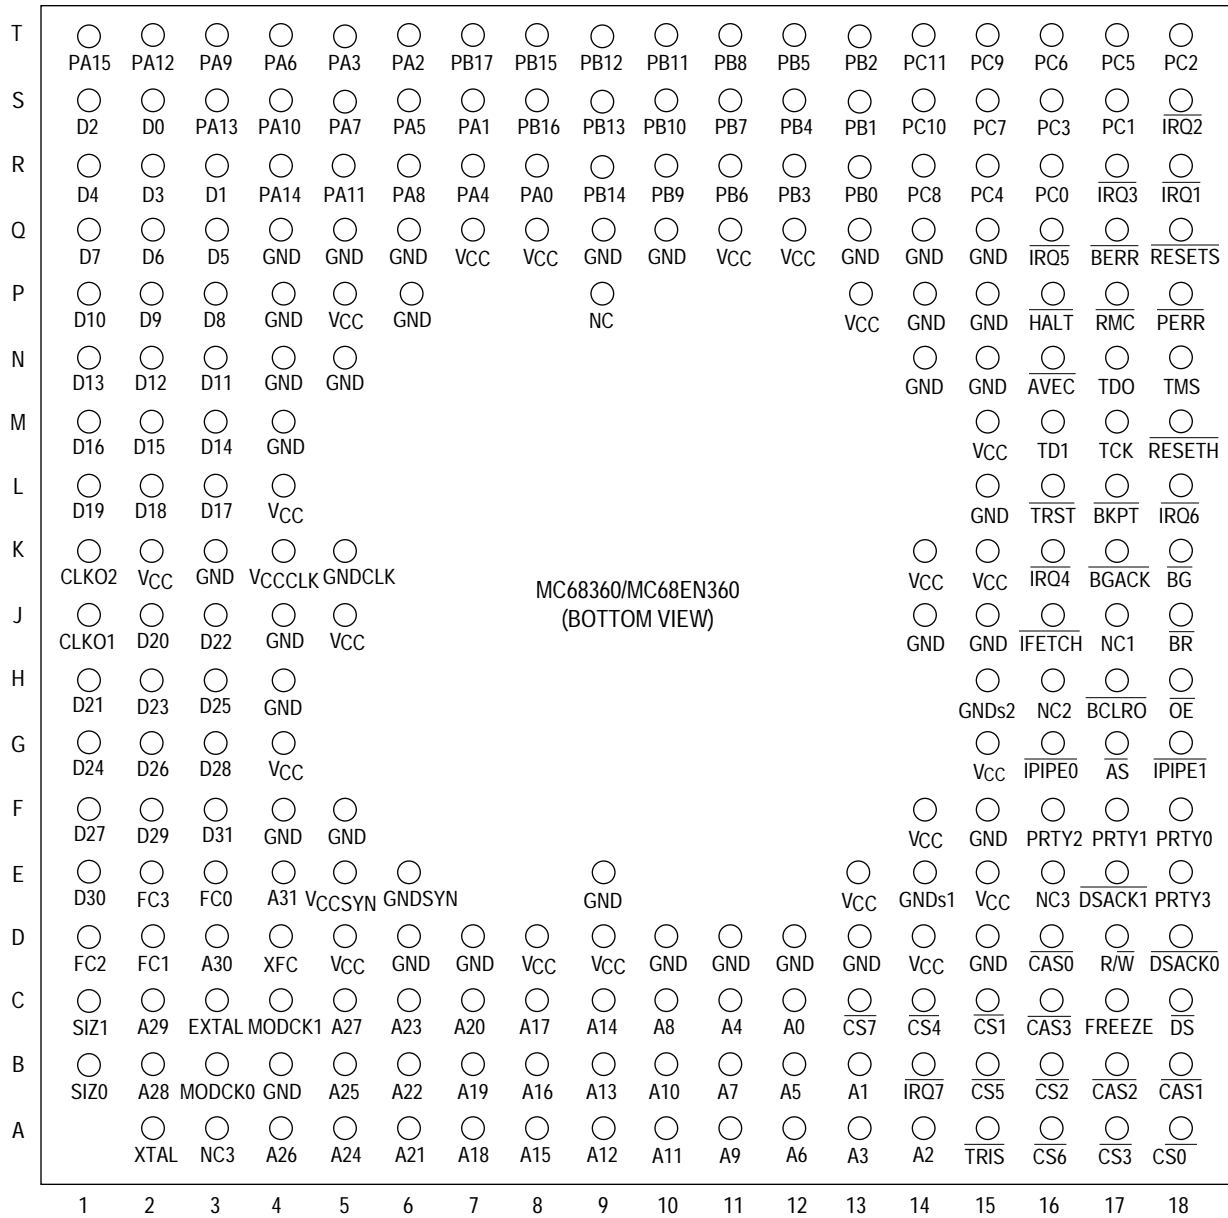 T
PA15 PA12 PA9 PA6 PA3 PA2 PB17 PB15 PB12 PB11 PB8 PB5 PB2 PC11 PC9 PC6 PC5 PC2
S
D2 D0 PA13 PA10 PA7 PA5 PA1 PB16 PB13 PB10 PB7 PB4 PB1 PC10 PC7 PC3 PC1 IRQ2
R
D4 D3 D1 PA14 PA11 PA8 PA4 PA0 PB14 PB9 PB6 PB3 PB0 PC8 PC4 PC0 IRQ3 IRQ1
Q
D7 D6 D5 GND GND GND VCC VCC GND GND VCC VCC GND GND GND IRQ5 BERR RESETS
P
D10 D9 D8 GND VCC GND NC VCC GND GND HALT RMC PERR
N
D13 D12 D11 GND GND GND GND AVEC TDO TMS
M
D16 D15 D14 GND VCC TD1 TCK RESETH
L
D19 D18 D17 VCC GND TRST BKPT IRQ6
K
CLKO2 VCC GND VCCCLK GNDCLK VCC VCC IRQ4 BGACK BG
MC68360/MC68EN360
(BOTTOM VIEW)
J
CLKO1 D20 D22 GND VCC GND GND IFETCH NC1 BR
H
D21 D23 D25 GND GNDs2 NC2 BCLRO OE
G
D24 D26 D28 VCC VCC IPIPE0 AS IPIPE1
F
D27 D29 D31 GND GND VCC GND PRTY2 PRTY1 PRTY0
E
D30 FC3 FC0 A31 VCCSYN GNDSYN GND VCC GNDs1 VCC NC3 DSACK1 PRTY3
D
FC2 FC1 A30 XFC VCC GND GND VCC VCC GND GND GND GND VCC GND CAS0 R/W DSACK0
C
SIZ1 A29 EXTAL MODCK1 A27 A23 A20 A17 A14 A8 A4 A0 CS7 CS4 CS1 CAS3 FREEZE DS
B
SIZ0 A28 MODCK0 GND A25 A22 A19 A16 A13 A10 A7 A5 A1 IRQ7 CS5 CS2 CAS2 CAS1
A
XTAL NC3 A26 A24 A21 A18 A15 A12 A11 A9 A6 A3 A2 TRIS CS6 CS3 CS0
1 2 3 4 5 6 7 8 9 10 11 12 13 14 15 16 17 18